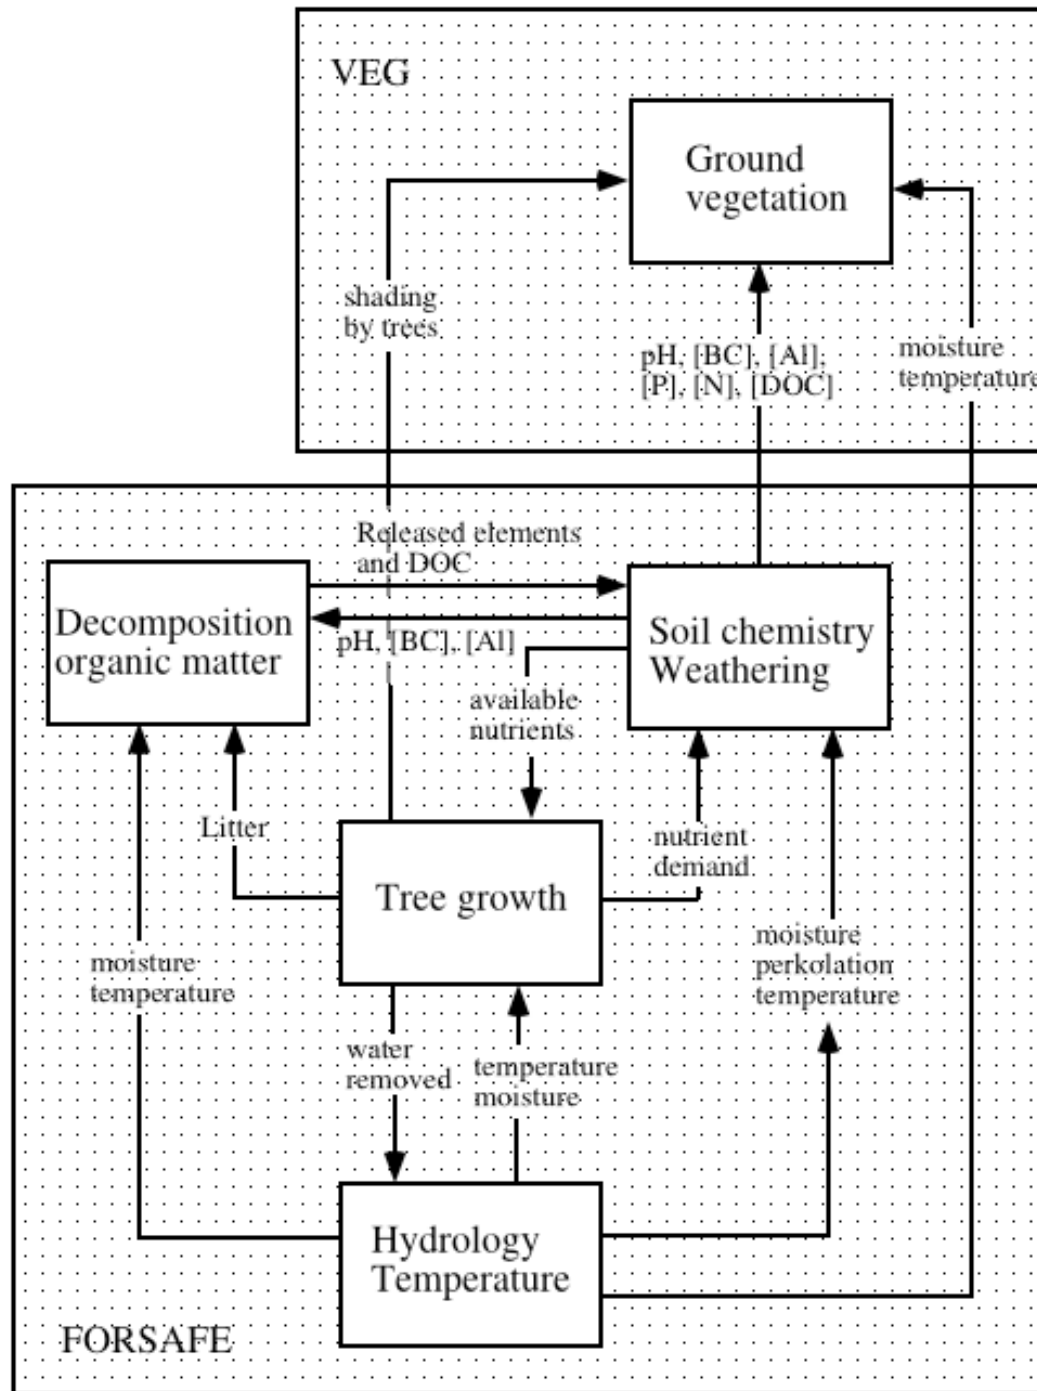 VEG
Ground
vegetation
shading
by trees
pH, [BC], [Al],
[P], [N], [DOC]
moisture
temperature
Released elements
and DOC
Decomposition
organic matter
Soil chemistry
Weathering
pH, [BC], [Al]
available
nutrients
Litter
Tree growth
nutrient
demand
moisture
temperature
moisture
perkolation
temperature
water
removed
temperature
moisture
Hydrology
Temperature
FORSAFE